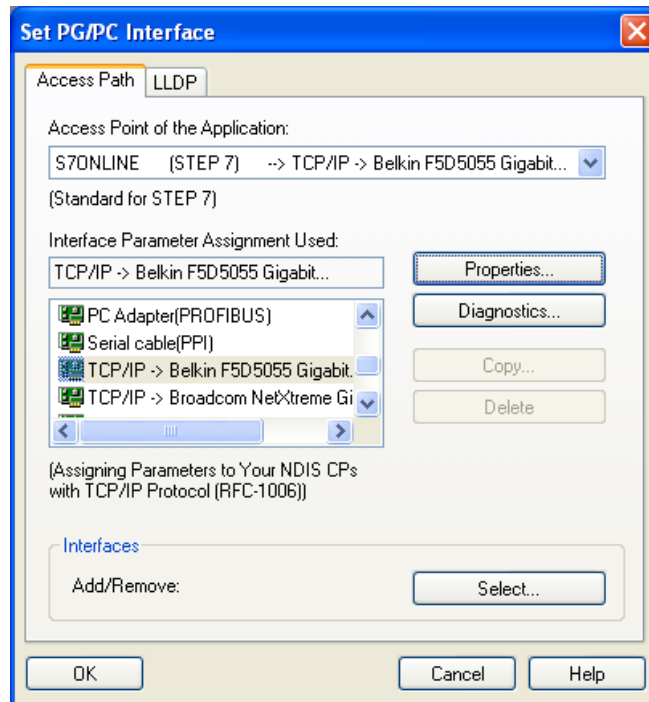 Set PG/PC Interface
Access Path
LLDP
Access Point of the Application:
S7ONLINE (STEP 7) --> TCP/IP -> Belkin F5D5055 Gigabit...
(Standard for STEP 7)
Interface Parameter Assignment Used:
TCP/IP -> Belkin F5D5055 Gigabit...
Properties...
PC Adapter(PROFIBUS)
Serial cable(PPI)
TCP/IP -> Belkin F5D5055 Gigabit.
TCP/IP -> Broadcom NetXtreme Gi
Diagnostics...
Copy...
Delete
(Assigning Parameters to Your NDIS CPs
with TCP/IP Protocol (RFC-1006))
Interfaces
Add/Remove:
Select...
OK
Cancel
Help